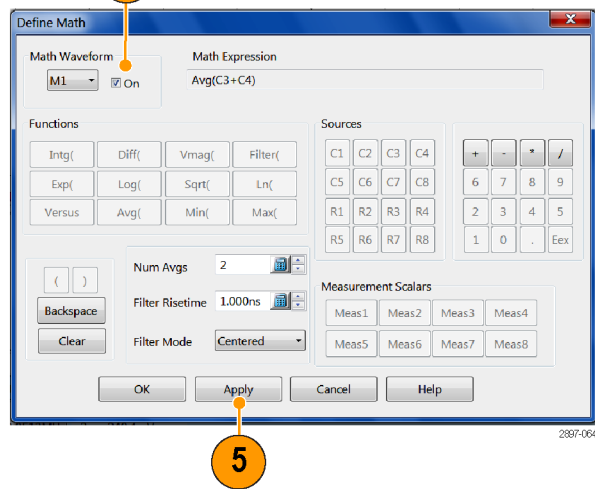 Define Math
Math Waveform
Math Expression
M1
On
Avg(C3+C4)
Functions
Intg( Diff( Vmag( Filter(
Exp( Log( Sqrt( Ln(
Versus Avg( Min( Max(
Sources
C1 C2 C3 C4
C5 C6 C7 C8
R1 R2 R3 R4
R5 R6 R7 R8
+ - * /
6 7 8 9
2 3 4 5
1 0 . Eex
( )
Backspace
Clear
Num Avgs 2
Filter Risetime 1.000ns
Filter Mode Centered
Measurement Scalars
Meas1 Meas2 Meas3 Meas4
Meas5 Meas6 Meas7 Meas8
OK Apply Cancel Help
2897-064
5